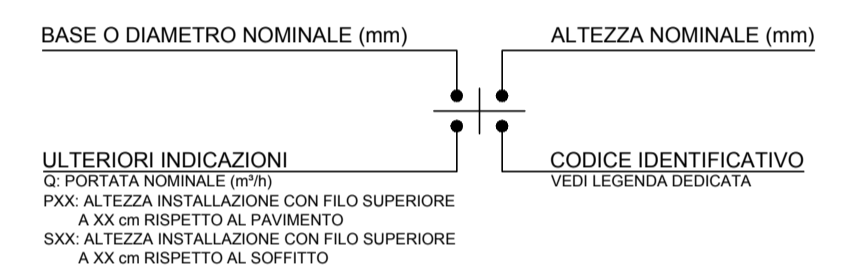 BASE O DIAMETRO NOMINALE (mm)
ALTEZZA NOMINALE (mm)
ULTERIORI INDICAZIONI
Q: PORTATA NOMINALE (m³/h)
PXX: ALTEZZA INSTALLAZIONE CON FILO SUPERIORE
A XX cm RISPETTO AL PAVIMENTO
SXX: ALTEZZA INSTALLAZIONE CON FILO SUPERIORE
A XX cm RISPETTO AL SOFFITTO
CODICE IDENTIFICATIVO
VEDI LEGENDA DEDICATA